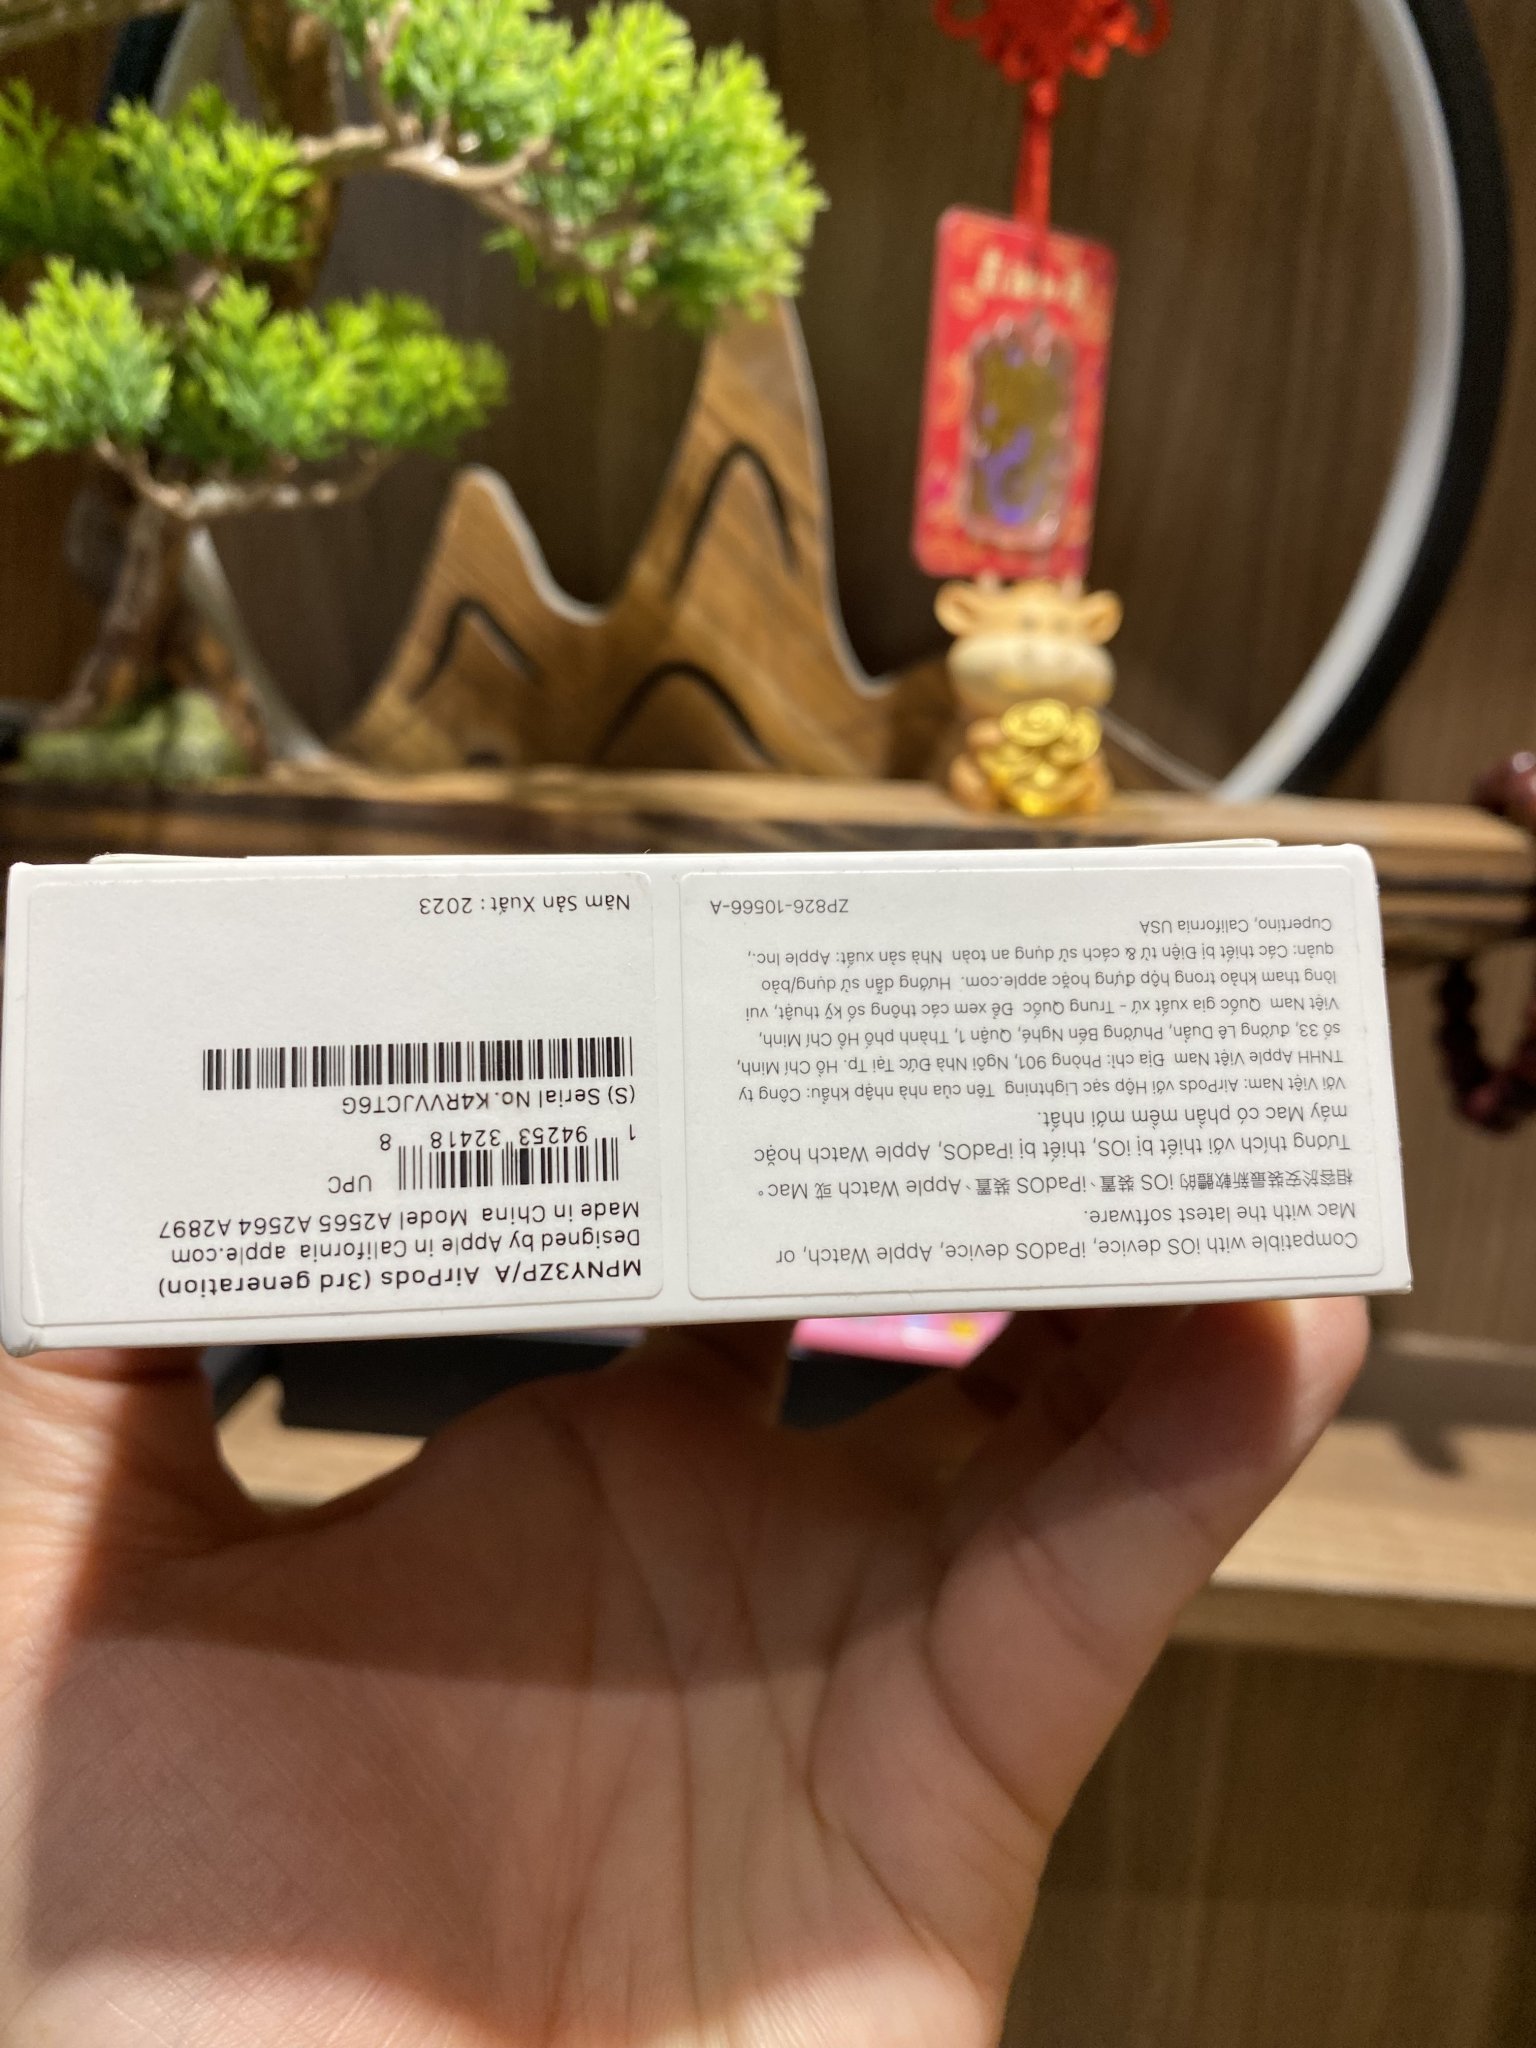 MPNY3ZP/A AirPods (3rd generation)
Designed by Apple in California apple.com
Made in China Model A2565 A2564 A2897
UPC
1 94253 32418 8
(S) Serial No. K4RVVJCT6G
Năm Sản Xuất : 2023
Compatible with iOS device, iPadOS device, Apple Watch, or
Mac with the latest software.
相容於安裝最新軟體的 iOS 裝置、iPadOS 裝置、Apple Watch 或 Mac。
Tương thích với thiết bị iOS, thiết bị iPadOS, Apple Watch hoặc
máy Mac có phần mềm mới nhất.
với Việt Nam: AirPods với Hộp sạc Lightning Tên của nhà nhập khẩu: Công ty
TNHH Apple Việt Nam Địa chỉ: Phòng 901, Ngôi Nhà Đức Tại Tp. Hồ Chí Minh,
số 33, đường Lê Duẩn, Phường Bến Nghé, Quận 1, Thành phố Hồ Chí Minh,
Việt Nam Quốc gia xuất xứ - Trung Quốc Để xem các thông số kỹ thuật, vui
lòng tham khảo trong hộp đựng hoặc apple.com. Hướng dẫn sử dụng/bảo
quản: Các thiết bị Điện tử & cách sử dụng an toàn Nhà sản xuất: Apple Inc.,
Cupertino, California USA
ZP826-10566-A